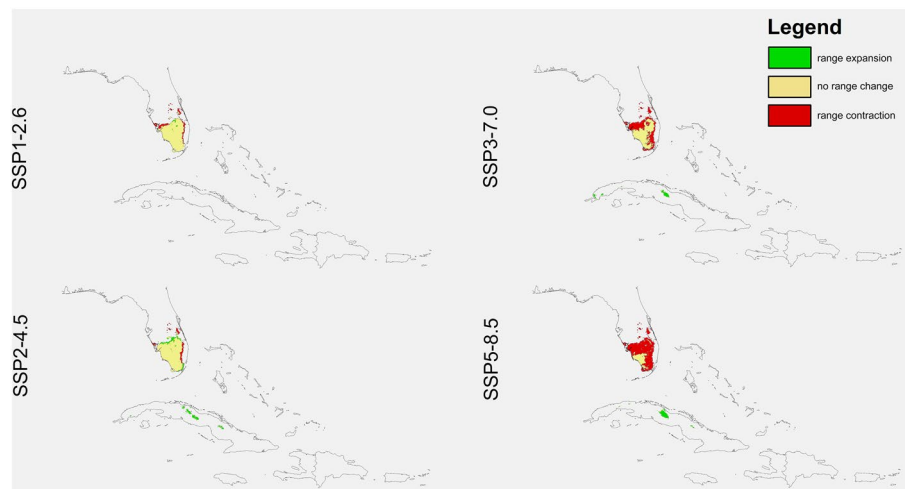 Legend
range expansion
no range change
range contraction
SSP1-2.6
SSP3-7.0
SSP2-4.5
SSP5-8.5